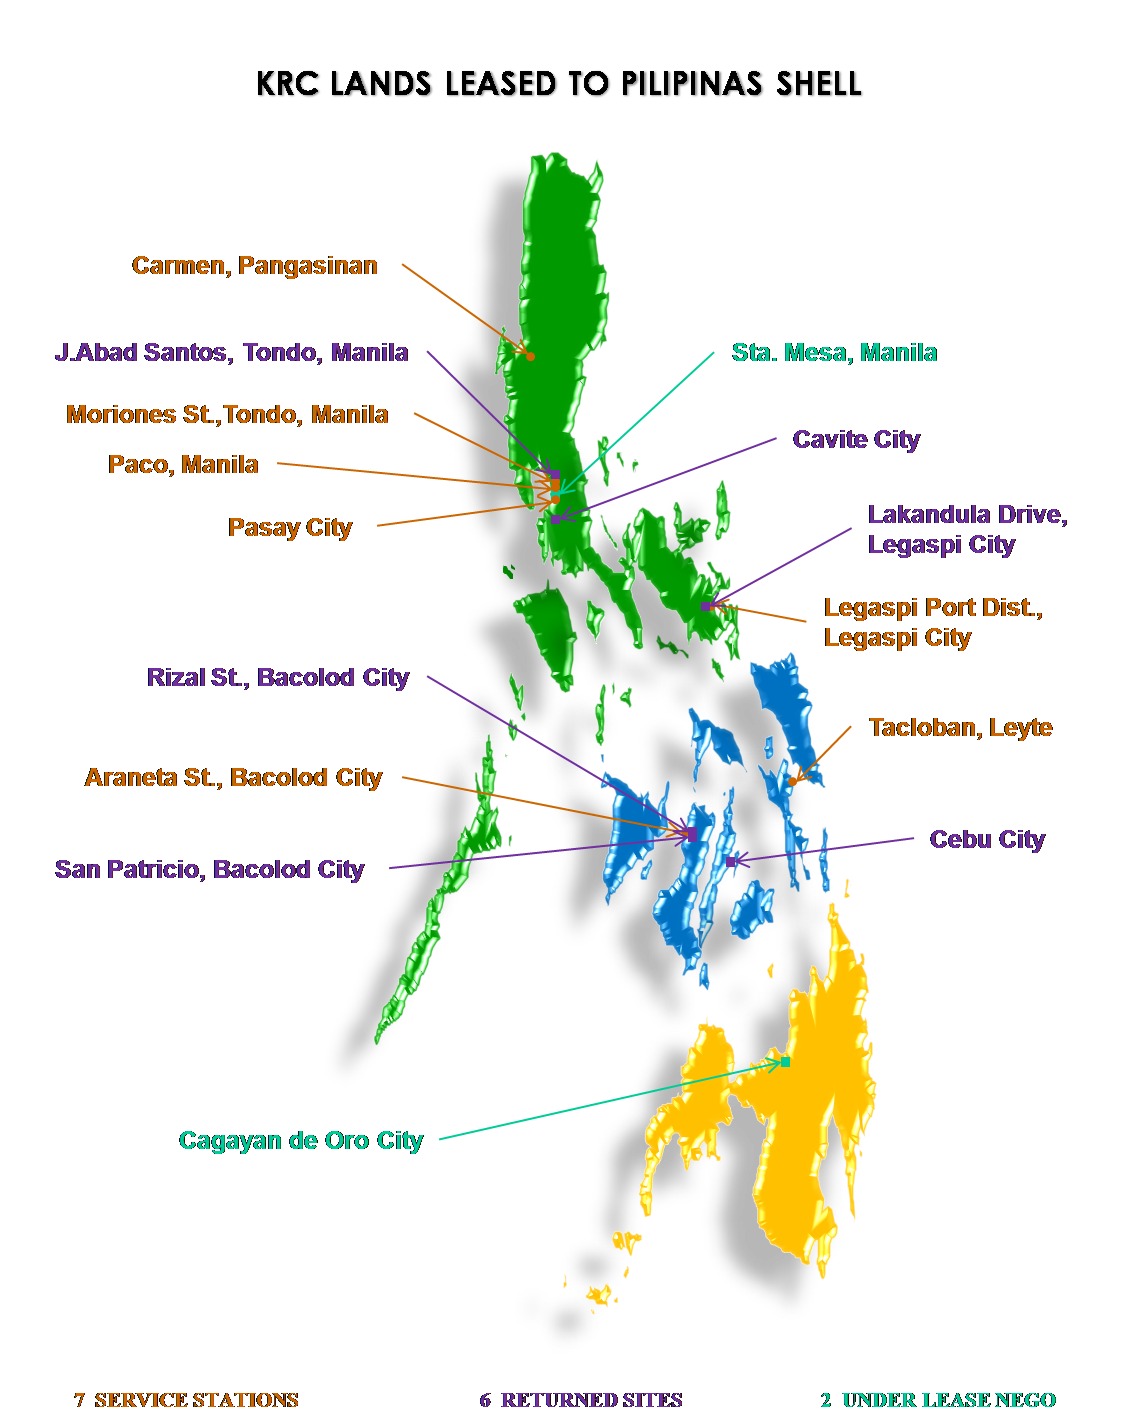 KRC LANDS LEASED TO PILIPINAS SHELL
Carmen, Pangasinan
J.Abad Santos, Tondo, Manila
Sta. Mesa, Manila
Moriones St.,Tondo, Manila
Cavite City
Paco, Manila
Pasay City
Lakandula Drive,
Legaspi City
Legaspi Port Dist.,
Legaspi City
Rizal St., Bacolod City
Tacloban, Leyte
Araneta St., Bacolod City
Cebu City
San Patricio, Bacolod City
Cagayan de Oro City
7 SERVICE STATIONS
6 RETURNED SITES
2 UNDER LEASE NEGO